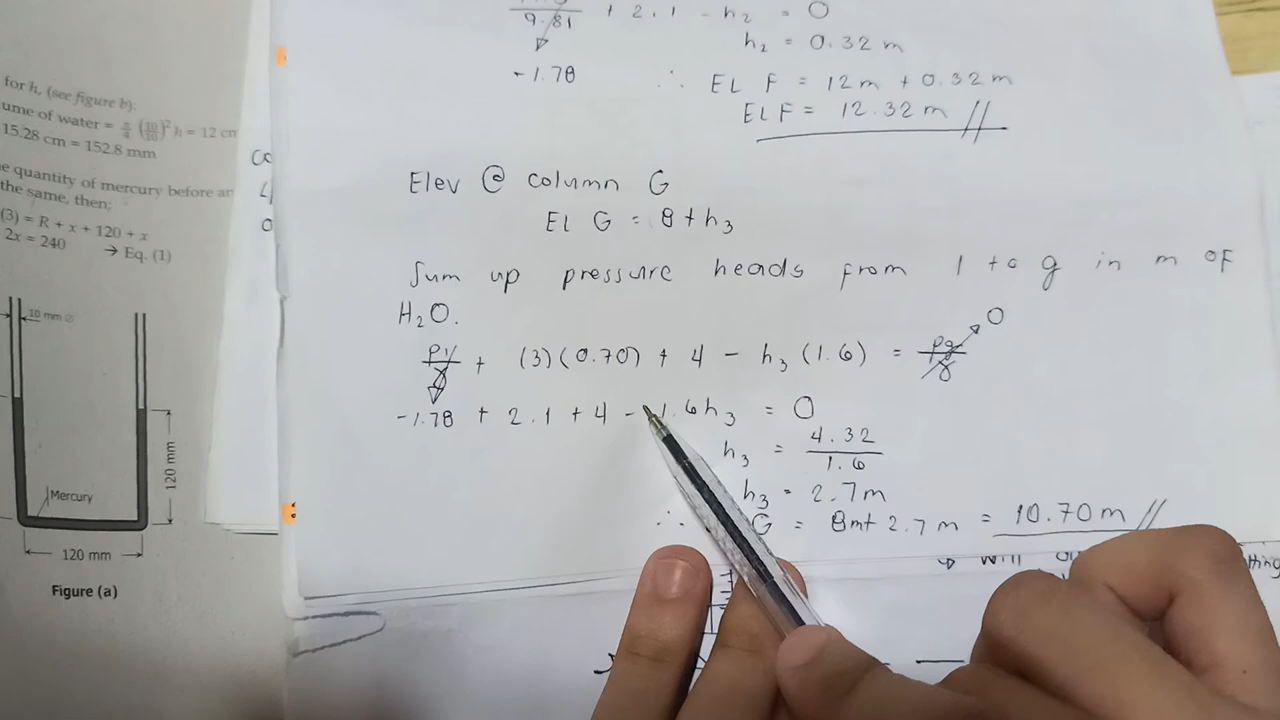 9.81 + 2.1 - h2 = 0
h2 = 0.32 m
-1.78 ∴ EL F = 12m + 0.32 m
EL F = 12.32 m //
Elev @ column G
El G = 8 + h3
Sum up pressure heads from 1 to g in m of
H2O.
P1/γ + (3)(0.70) + 4 - h3 (1.6) = Pg/γ 0
-1.78 + 2.1 + 4 - 1.6h3 = 0
h3 = 4.32/1.6
h3 = 2.7m
∴ G = 8m+ 2.7 m = 10.70 m //
will
for h, (see figure b):
ume of water = π/4 (10/10)² h = 12 cm
15.28 cm = 152.8 mm
e quantity of mercury before an
the same, then;
(3) = R + x + 120 + x
2x = 240 → Eq. (1)
10 mm ∅
120 mm
Mercury
120 mm
Figure (a)